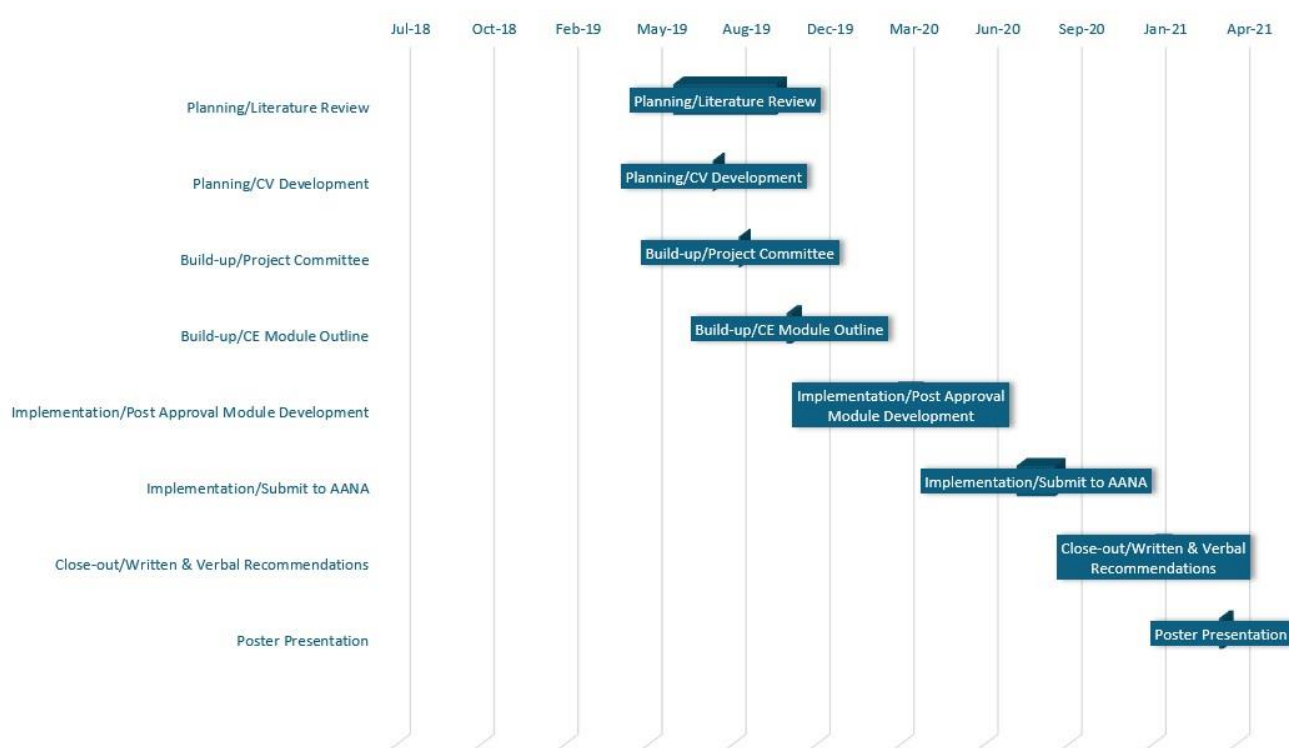 Jul-18 Oct-18 Feb-19 May-19 Aug-19 Dec-19 Mar-20 Jun-20 Sep-20 Jan-21 Apr-21
Planning/Literature Review
Planning/Literature Review
Planning/CV Development
Planning/CV Development
Build-up/Project Committee
Build-up/Project Committee
Build-up/CE Module Outline
Build-up/CE Module Outline
Implementation/Post Approval Module Development
Implementation/Post Approval
Module Development
Implementation/Submit to AANA
Implementation/Submit to AANA
Close-out/Written & Verbal Recommendations
Close-out/Written & Verbal
Recommendations
Poster Presentation
Poster Presentation